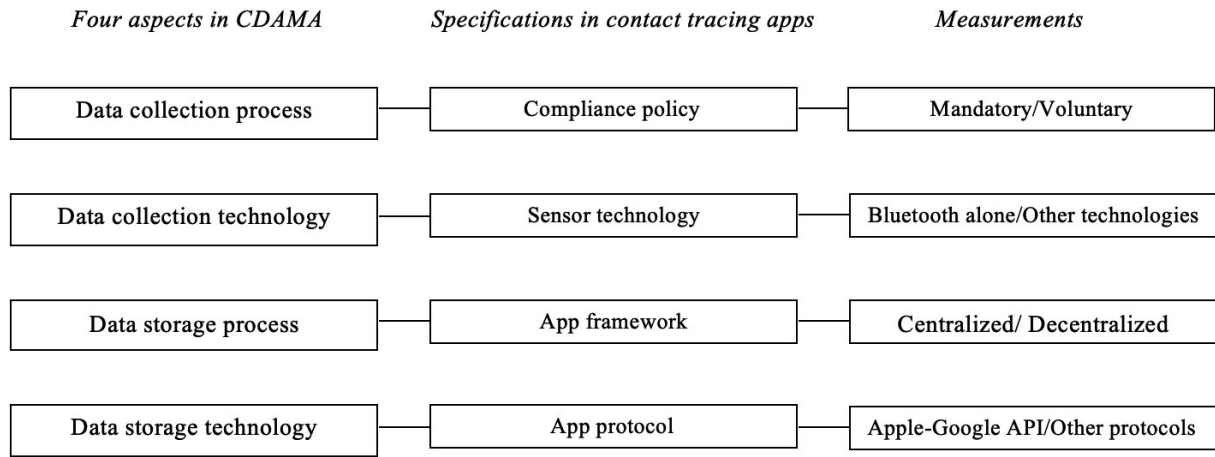 Four aspects in CDAMA
Specifications in contact tracing apps
Measurements
Data collection process
Compliance policy
Mandatory/Voluntary
Data collection technology
Sensor technology
Bluetooth alone/Other technologies
Data storage process
App framework
Centralized/ Decentralized
Data storage technology
App protocol
Apple-Google API/Other protocols